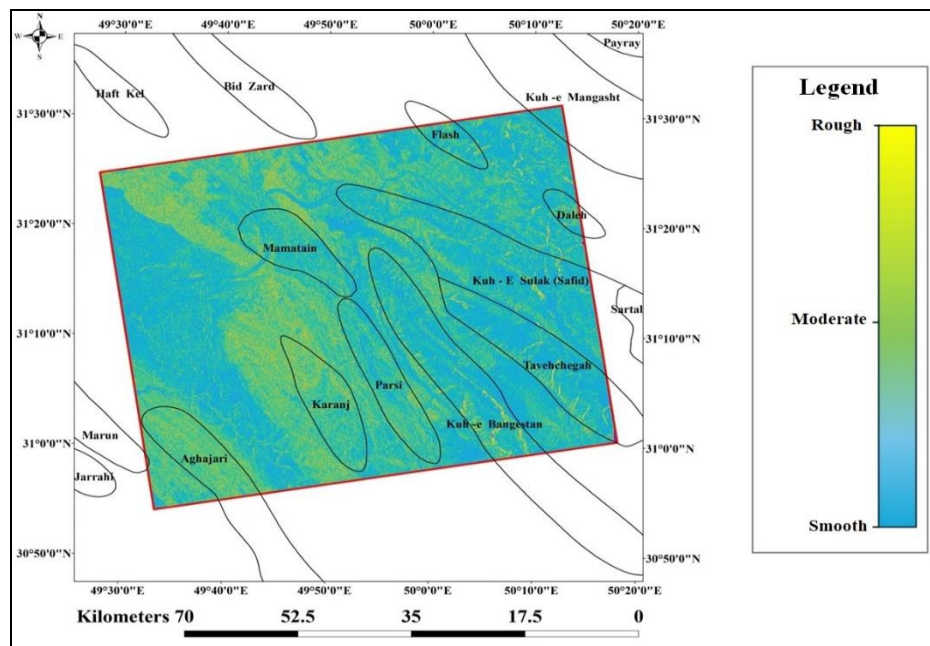 49°30'0"E 49°40'0"E 49°50'0"E 50°0'0"E 50°10'0"E 50°20'0"E
N
W E
S
Payray
Bid Zard
Haft Kel
Kuh -e Mangasht
31°30'0"N
31°30'0"N
Flash
31°20'0"N
Daleh
31°20'0"N
Mamatain
Kuh - E Sulak (Safid)
Sartal
31°10'0"N
31°10'0"N
Tavehchegah
Parsi
Karanj
Kuh -e Bangestan
Marun
31°0'0"N
31°0'0"N
Aghajari
Jarrahi
30°50'0"N
30°50'0"N
49°30'0"E 49°40'0"E 49°50'0"E 50°0'0"E 50°10'0"E 50°20'0"E
Kilometers 70 52.5 35 17.5 0
Legend
Rough
Moderate
Smooth